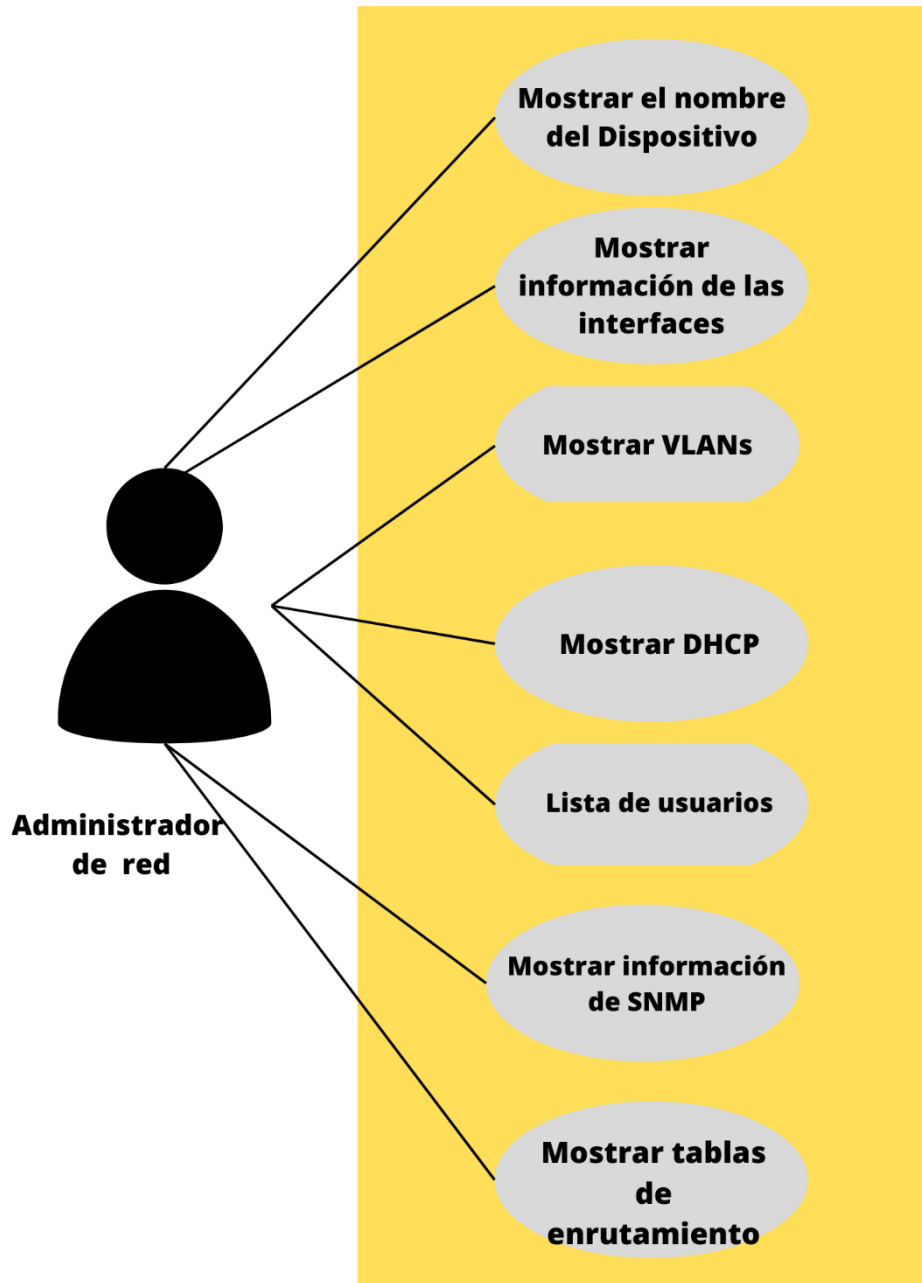 Mostrar el nombre
del Dispositivo
Mostrar
información de las
interfaces
Mostrar VLANs
Mostrar DHCP
Lista de usuarios
Administrador
de red
Mostrar información
de SNMP
Mostrar tablas
de
enrutamiento